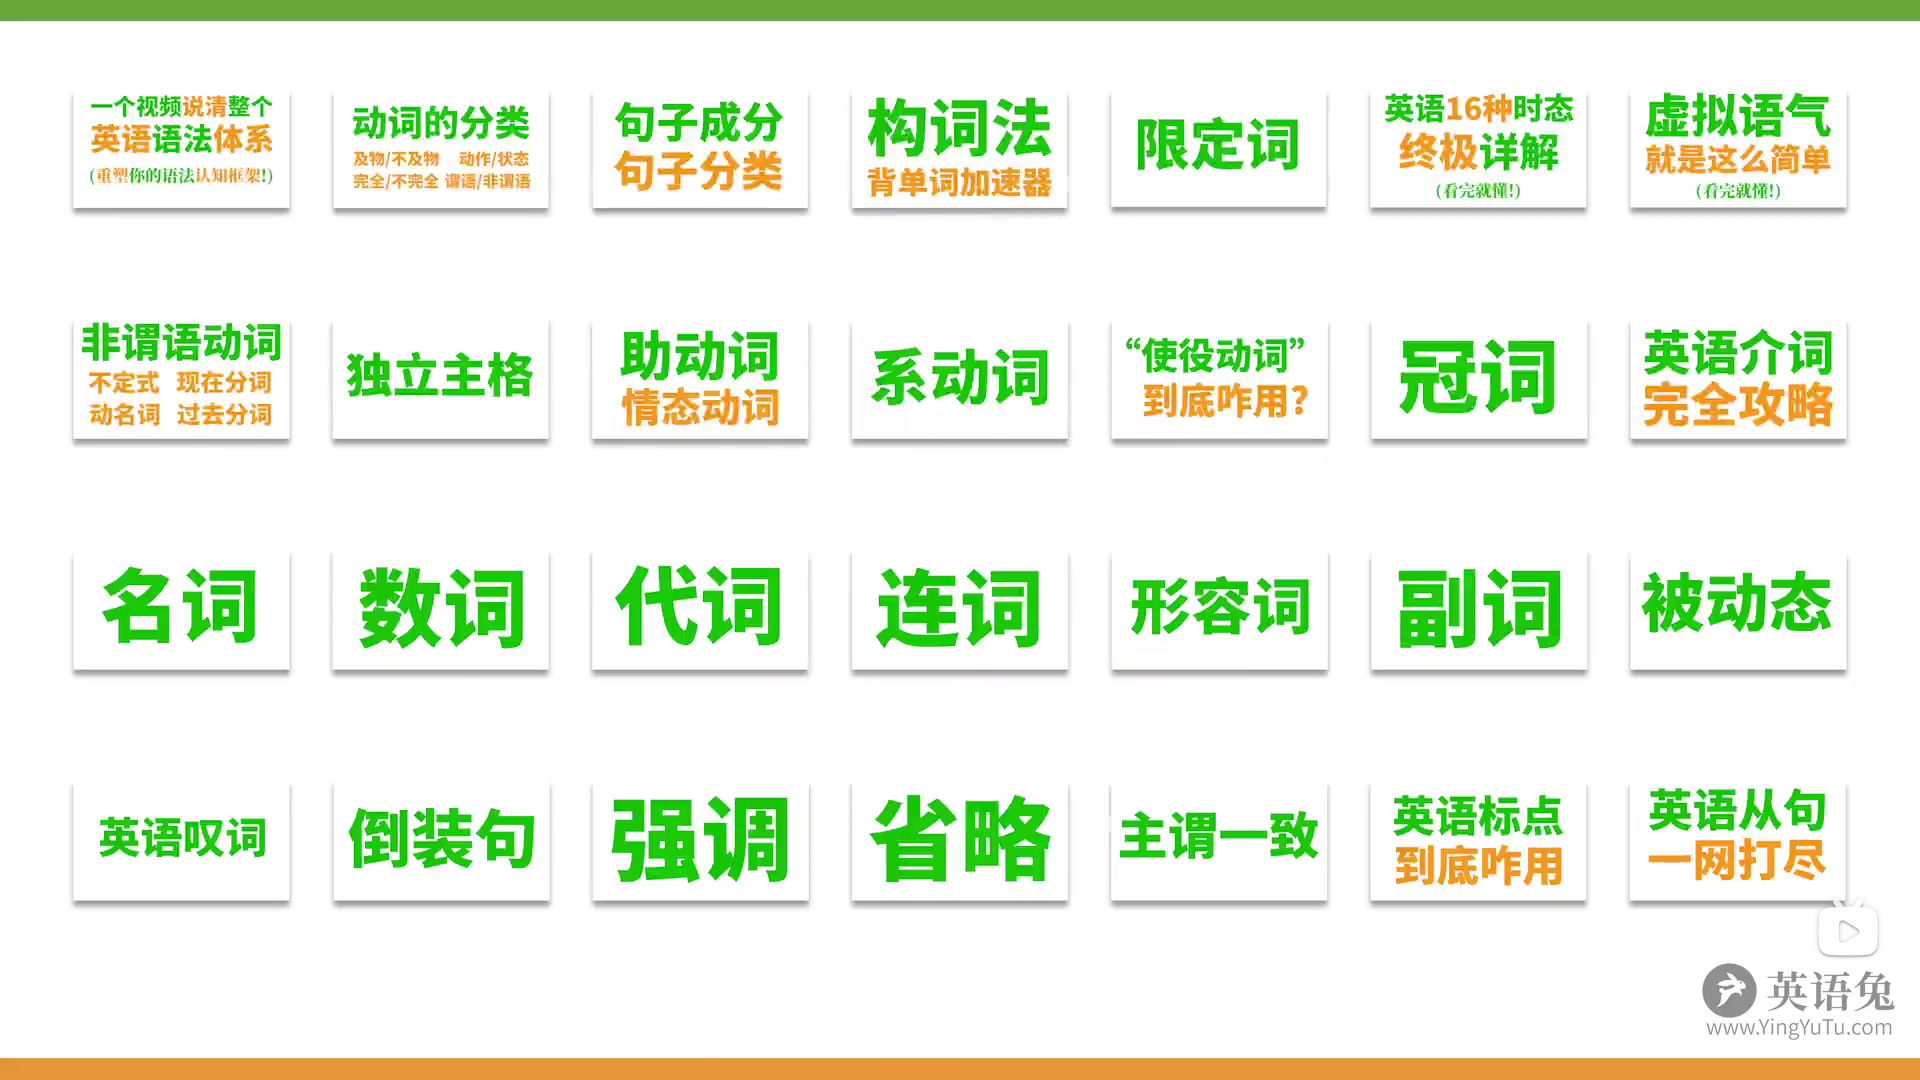 一个视频说清整个
英语语法体系
(重塑你的语法认知框架!)
动词的分类
及物/不及物 动作/状态
完全/不完全 谓语/非谓语
句子成分
句子分类
构词法
背单词加速器
限定词
英语16种时态
终极详解
(看完就懂!)
虚拟语气
就是这么简单
(看完就懂!)
非谓语动词
不定式 现在分词
动名词 过去分词
独立主格
助动词
情态动词
系动词
“使役动词”
到底咋用?
冠词
英语介词
完全攻略
名词
数词
代词
连词
形容词
副词
被动态
英语叹词
倒装句
强调
省略
主谓一致
英语标点
到底咋用
英语从句
一网打尽
英语兔
www.YingYuTu.com